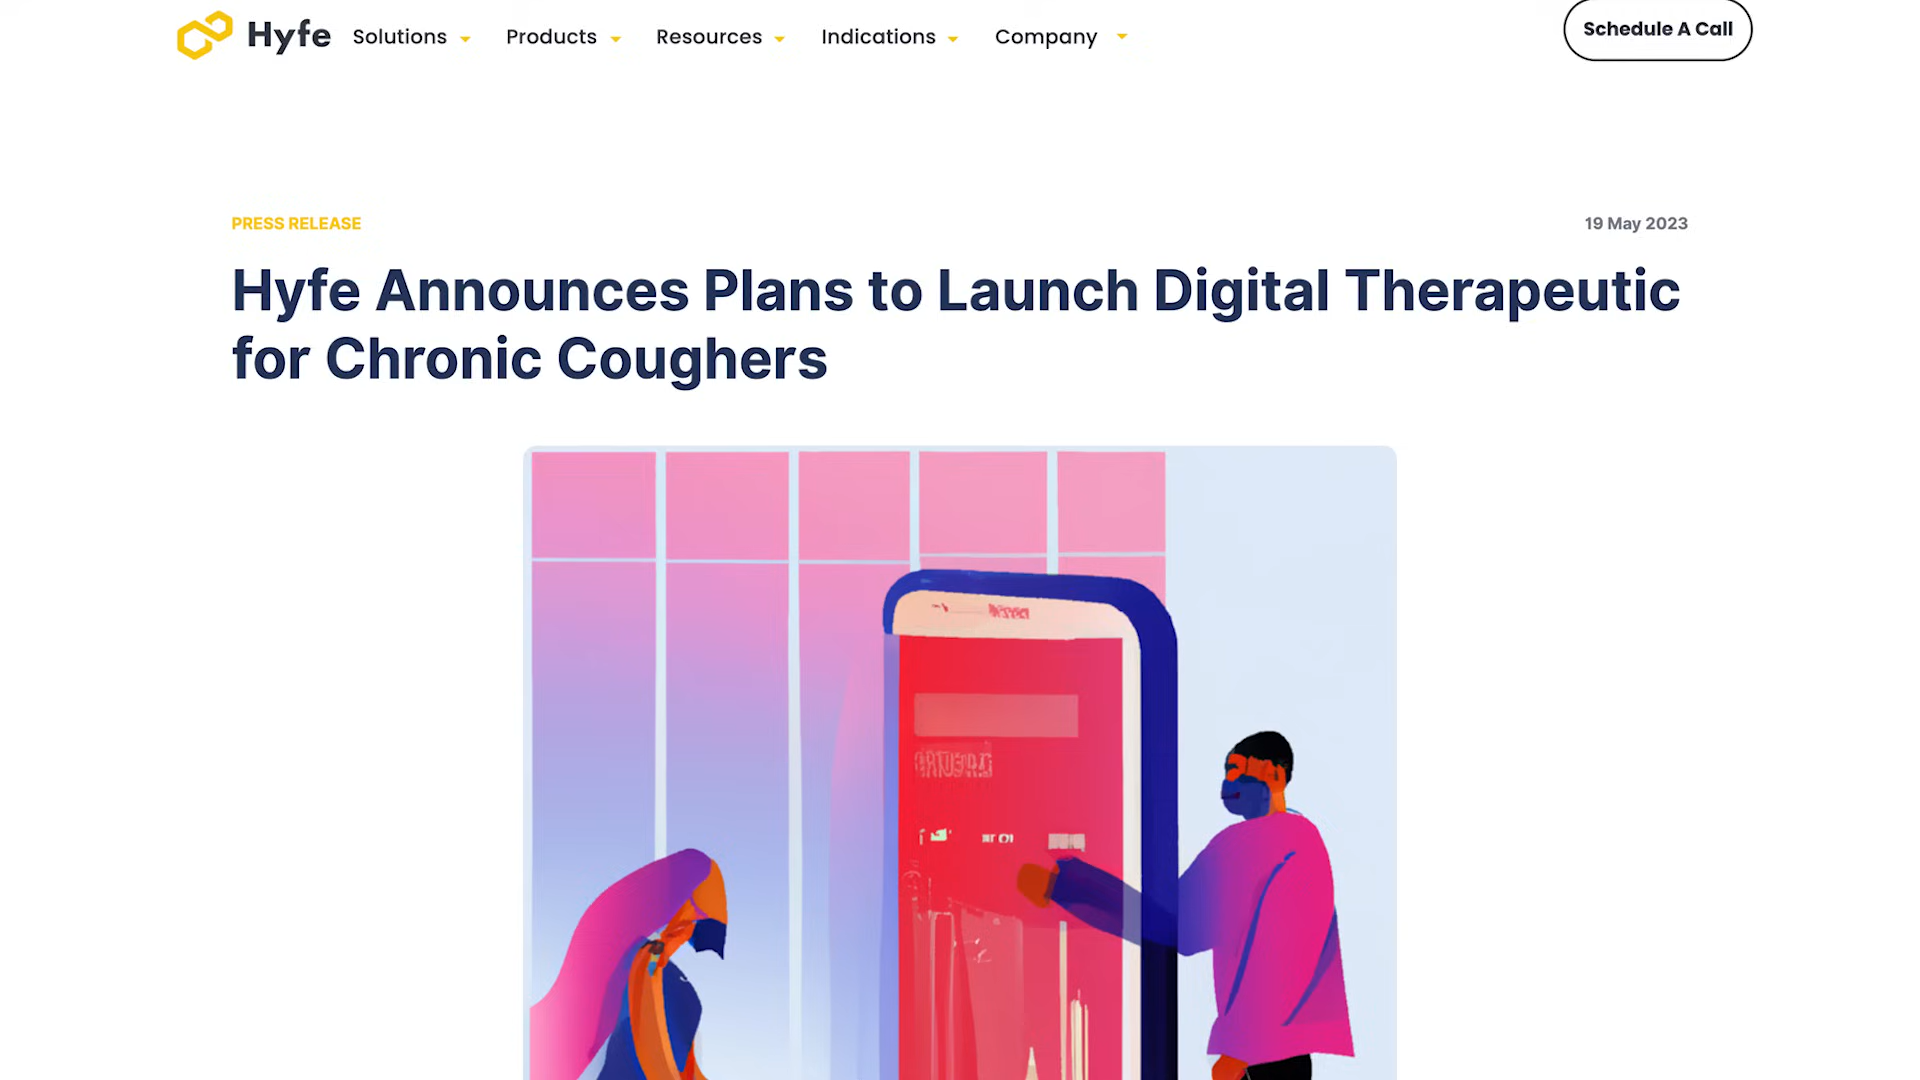 Hyfe
Solutions
Products
Resources
Indications
Company
Schedule A Call
PRESS RELEASE
19 May 2023
Hyfe Announces Plans to Launch Digital Therapeutic
for Chronic Coughers